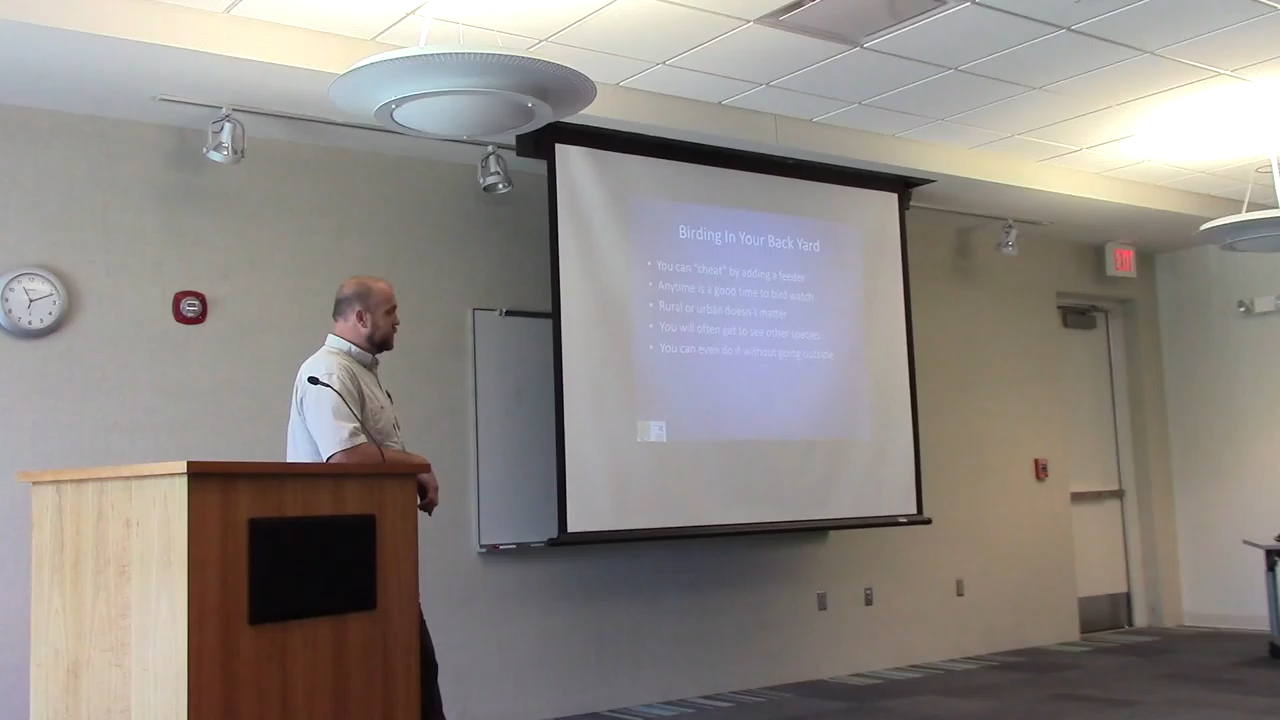 Birding In Your Back Yard
• You can "cheat" by adding a feeder
• Anytime is a good time to bird watch
• Rural or urban doesn't matter
• You will often get to see other species
• You can even do it without going outside
EXIT